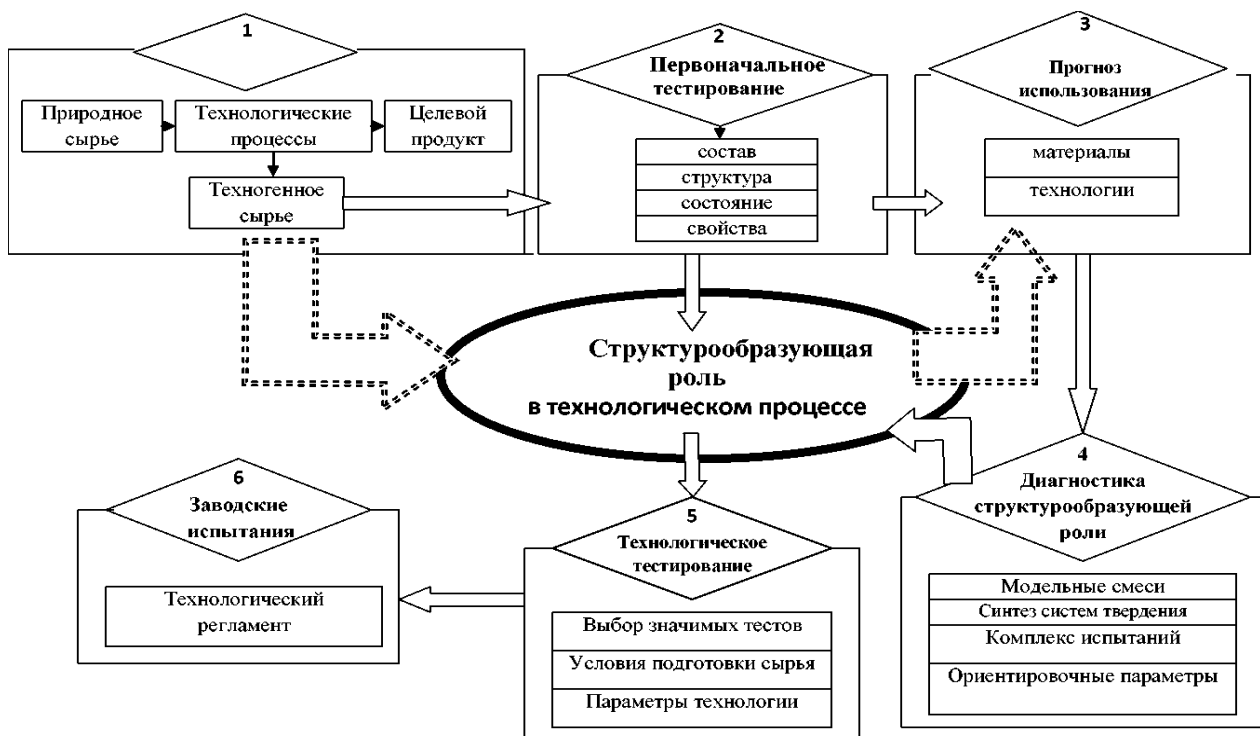 1
Природное
сырье
Технологические
процессы
Целевой
продукт
Техногенное
сырье
2
Первоначальное
тестирование
состав
структура
состояние
свойства
3
Прогноз
использования
материалы
технологии
Структурообразующая
роль
в технологическом процессе
4
Диагностика
структурообразующей
роли
Модельные смеси
Синтез систем твердения
Комплекс испытаний
Ориентировочные параметры
5
Технологическое
тестирование
Выбор значимых тестов
Условия подготовки сырья
Параметры технологии
6
Заводские
испытания
Технологический
регламент